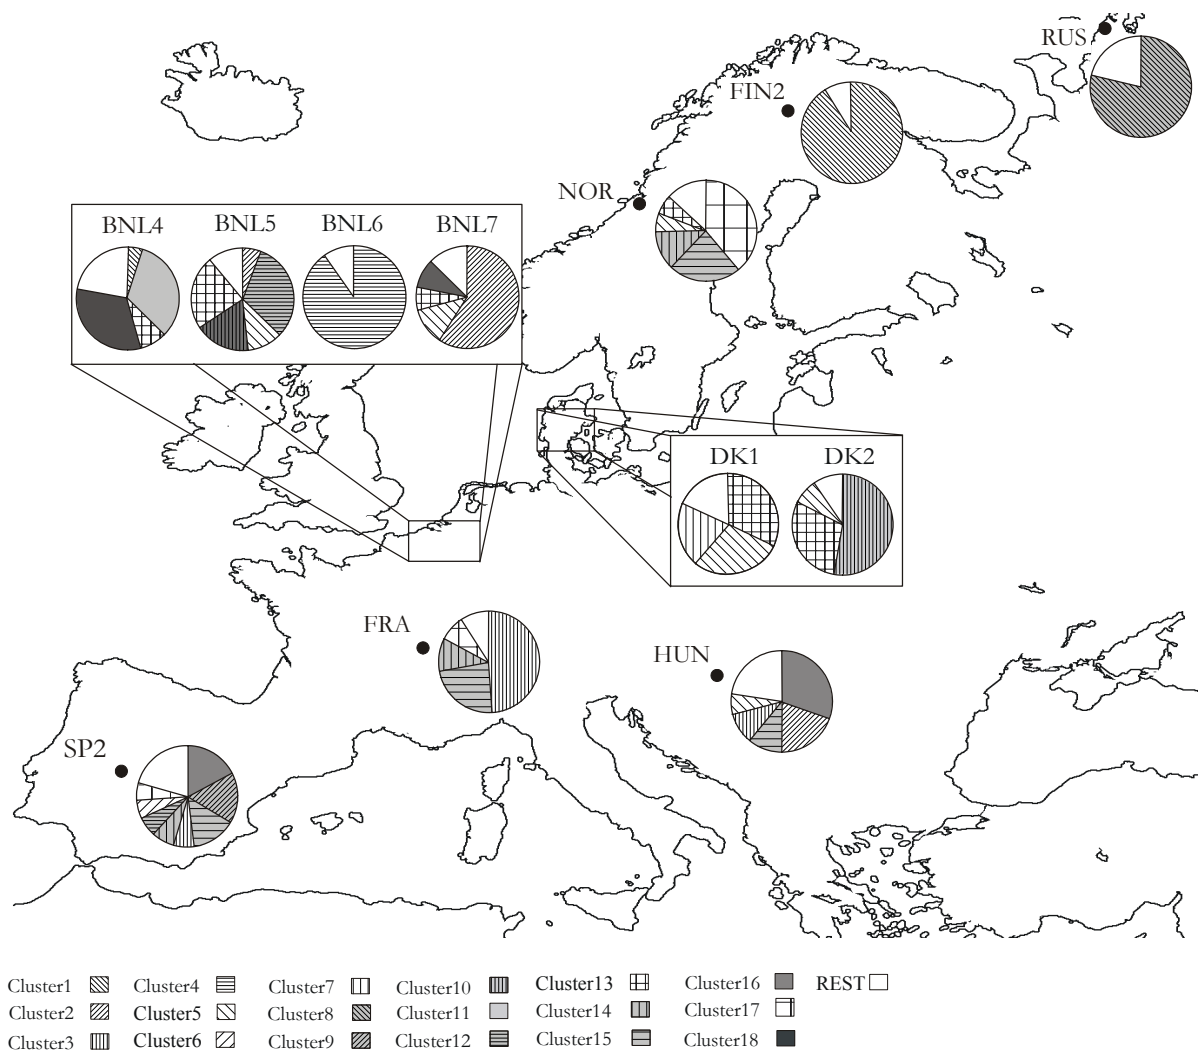 RUS
FIN2
NOR
BNL4 BNL5 BNL6 BNL7
DK1 DK2
FRA
HUN
SP2
Cluster1 Cluster4 Cluster7 Cluster10 Cluster13 Cluster16 REST
Cluster2 Cluster5 Cluster8 Cluster11 Cluster14 Cluster17
Cluster3 Cluster6 Cluster9 Cluster12 Cluster15 Cluster18